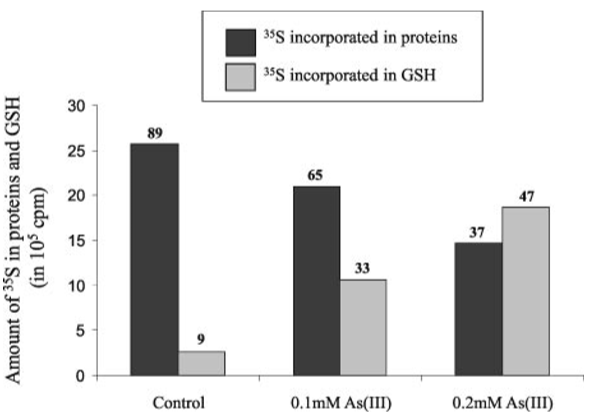 ³⁵S incorporated in proteins
³⁵S incorporated in GSH
Amount of ³⁵S in proteins and GSH
(in 10⁵ cpm)
30
25
20
15
10
5
0
89
9
65
33
37
47
Control
0.1mM As(III)
0.2mM As(III)